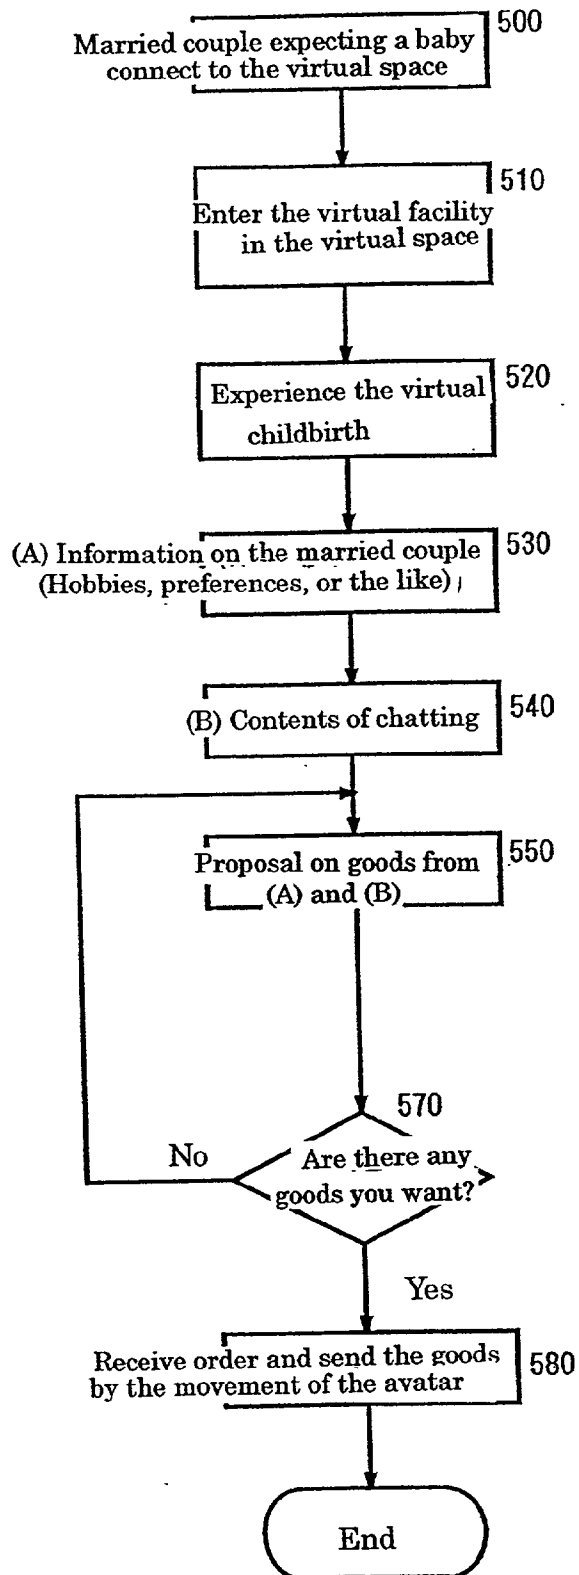 500
Married couple expecting a baby
connect to the virtual space
510
Enter the virtual facility
in the virtual space
520
Experience the virtual
childbirth
530
(A) Information on the married couple
(Hobbies, preferences, or the like)
540
(B) Contents of chatting
550
Proposal on goods from
(A) and (B)
570
No
Are there any
goods you want?
Yes
Receive order and send the goods
by the movement of the avatar
580
End